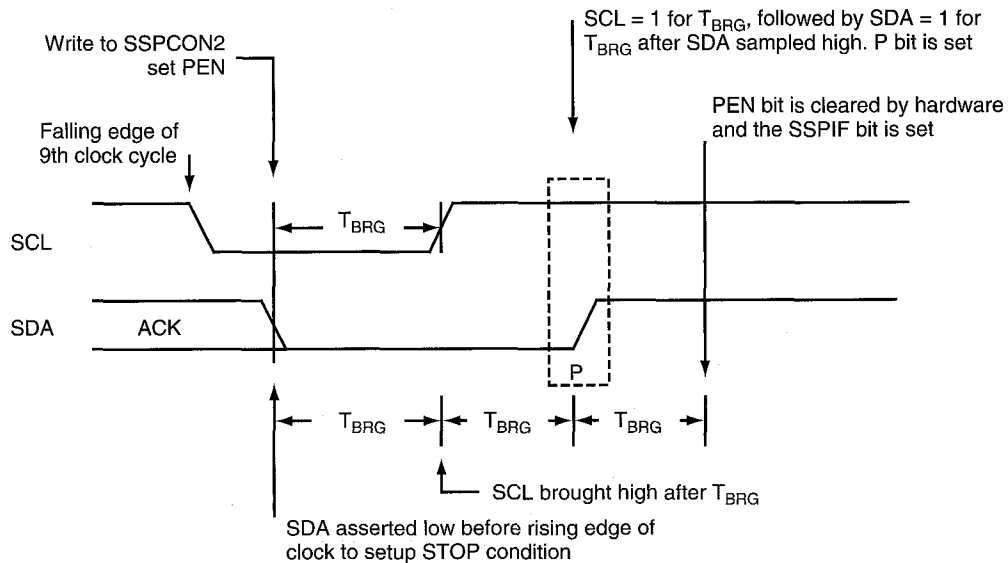 SCL = 1 for TBRG, followed by SDA = 1 for
TBRG after SDA sampled high. P bit is set
Write to SSPCON2
set PEN
PEN bit is cleared by hardware
and the SSPIF bit is set
Falling edge of
9th clock cycle
TBRG
SCL
SDA
ACK
P
TBRG
TBRG
TBRG
SCL brought high after TBRG
SDA asserted low before rising edge of
clock to setup STOP condition